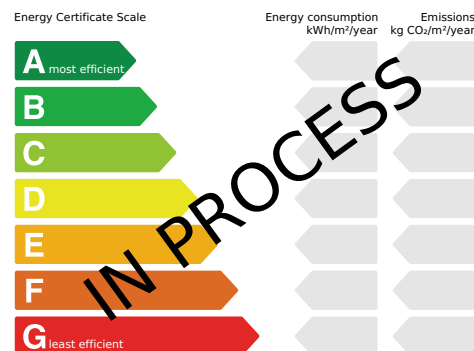 Energy Certificate Scale
Energy consumption
kWh/m²/year
Emissions
kg CO₂/m²/year
A most efficient
B
C
D
E
F
G least efficient
IN PROCESS